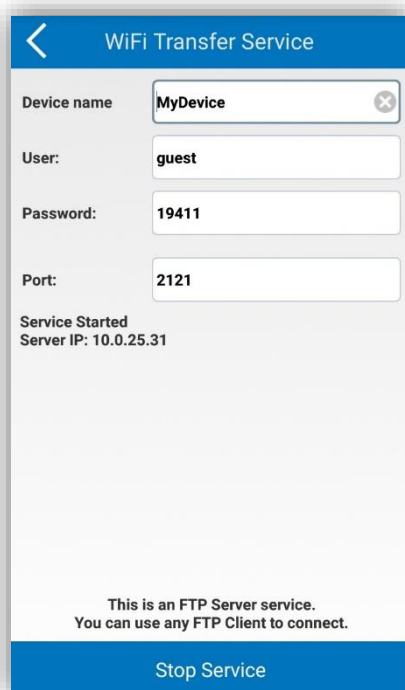 WiFi Transfer Service
Device name MyDevice
User: guest
Password: 19411
Port: 2121
Service Started
Server IP: 10.0.25.31
This is an FTP Server service.
You can use any FTP Client to connect.
Stop Service